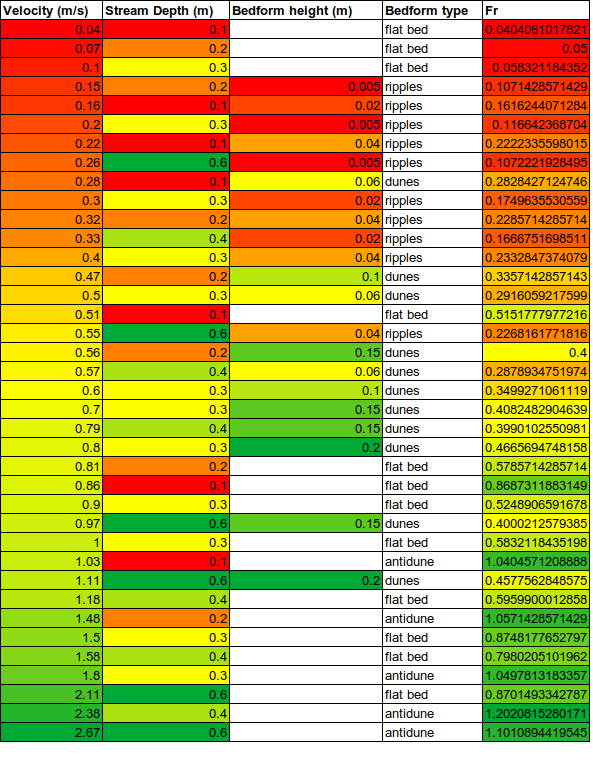 Velocity (m/s) Stream Depth (m) Bedform height (m) Bedform type Fr
0.04 0.1 flat bed 0.0404061017821
0.07 0.2 flat bed 0.05
0.1 0.3 flat bed 0.058321184352
0.15 0.2 0.005 ripples 0.1071428571429
0.16 0.1 0.02 ripples 0.1616244071284
0.2 0.3 0.005 ripples 0.116642368704
0.22 0.1 0.04 ripples 0.2222335598015
0.26 0.6 0.005 ripples 0.1072221928495
0.28 0.1 0.06 dunes 0.2828427124746
0.3 0.3 0.02 ripples 0.1749635530559
0.32 0.2 0.04 ripples 0.2285714285714
0.33 0.4 0.02 ripples 0.1666751698511
0.4 0.3 0.04 ripples 0.2332847374079
0.47 0.2 0.1 dunes 0.3357142857143
0.5 0.3 0.06 dunes 0.2916059217599
0.51 0.1 flat bed 0.5151777977216
0.55 0.6 0.04 ripples 0.2268161771816
0.56 0.2 0.15 dunes 0.4
0.57 0.4 0.06 dunes 0.2878934751974
0.6 0.3 0.1 dunes 0.3499271061119
0.7 0.3 0.15 dunes 0.4082482904639
0.79 0.4 0.15 dunes 0.3990102550981
0.8 0.3 0.2 dunes 0.4665694748158
0.81 0.2 flat bed 0.5785714285714
0.86 0.1 flat bed 0.8687311883149
0.9 0.3 flat bed 0.5248906591678
0.97 0.6 0.15 dunes 0.4000212579385
1 0.3 flat bed 0.5832118435198
1.03 0.1 antidune 1.0404571208888
1.11 0.6 0.2 dunes 0.4577562848575
1.18 0.4 flat bed 0.5959900012858
1.48 0.2 antidune 1.0571428571429
1.5 0.3 flat bed 0.8748177652797
1.58 0.4 flat bed 0.7980205101962
1.8 0.3 antidune 1.0497813183357
2.11 0.6 flat bed 0.8701493342787
2.38 0.4 antidune 1.2020815280171
2.67 0.6 antidune 1.1010894419545